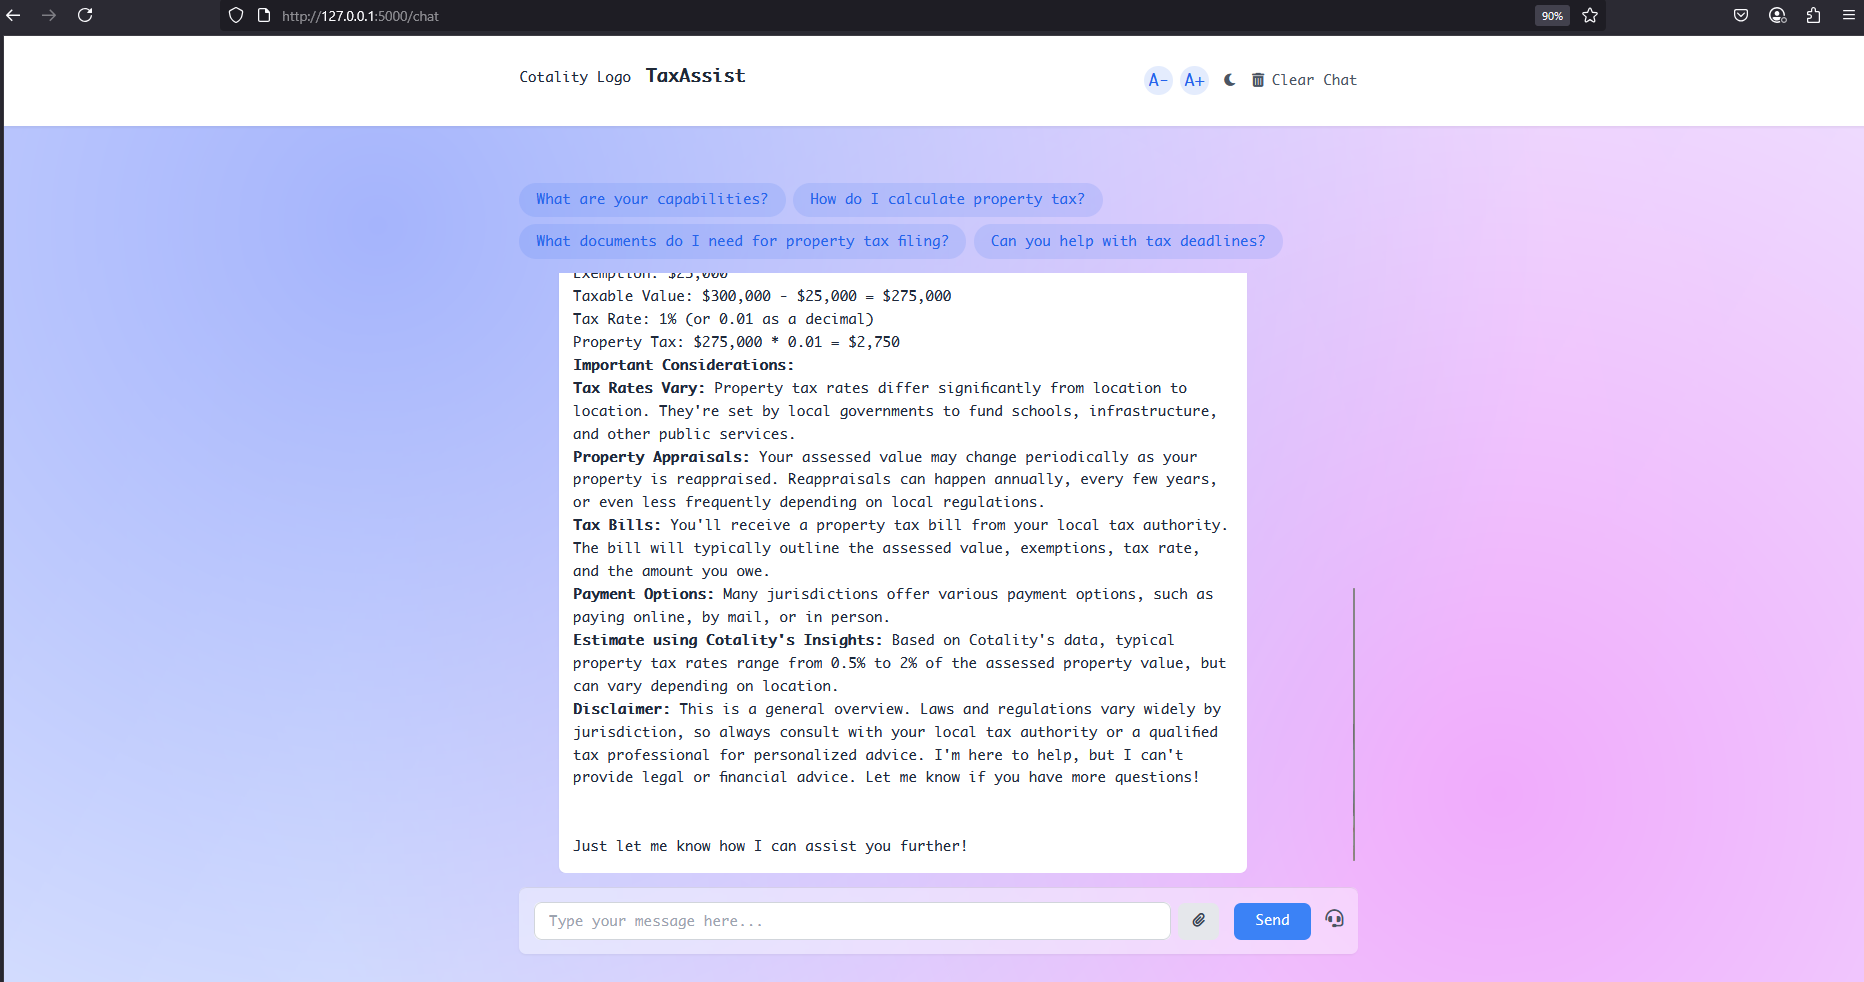 http://127.0.0.1:5000/chat
90%
Cotality Logo TaxAssist
A- A+ Clear Chat
What are your capabilities? How do I calculate property tax?
What documents do I need for property tax filing? Can you help with tax deadlines?
Exemption: $25,000
Taxable Value: $300,000 - $25,000 = $275,000
Tax Rate: 1% (or 0.01 as a decimal)
Property Tax: $275,000 * 0.01 = $2,750
Important Considerations:
Tax Rates Vary: Property tax rates differ significantly from location to
location. They're set by local governments to fund schools, infrastructure,
and other public services.
Property Appraisals: Your assessed value may change periodically as your
property is reappraised. Reappraisals can happen annually, every few years,
or even less frequently depending on local regulations.
Tax Bills: You'll receive a property tax bill from your local tax authority.
The bill will typically outline the assessed value, exemptions, tax rate,
and the amount you owe.
Payment Options: Many jurisdictions offer various payment options, such as
paying online, by mail, or in person.
Estimate using Cotality's Insights: Based on Cotality's data, typical
property tax rates range from 0.5% to 2% of the assessed property value, but
can vary depending on location.
Disclaimer: This is a general overview. Laws and regulations vary widely by
jurisdiction, so always consult with your local tax authority or a qualified
tax professional for personalized advice. I'm here to help, but I can't
provide legal or financial advice. Let me know if you have more questions!
Just let me know how I can assist you further!
Type your message here... Send